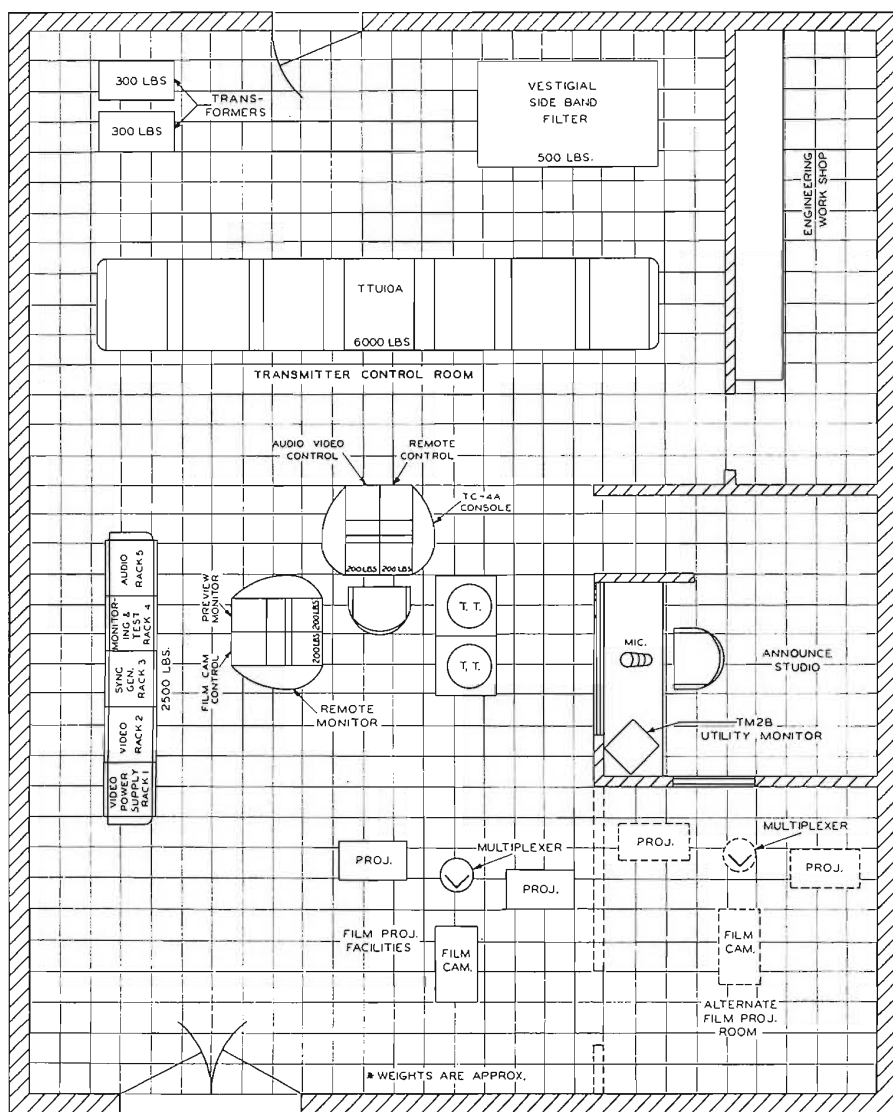 300 LBS
300 LBS
TRANS-
FORMERS
VESTIGIAL
SIDE BAND
FILTER
500 LBS.
ENGINEERING
WORK SHOP
TTU10A
6000 LBS
TRANSMITTER CONTROL ROOM
AUDIO VIDEO
CONTROL
REMOTE
CONTROL
TC-4A
CONSOLE
200 LBS
200 LBS
AUDIO
RACK 5
MONITOR-
ING &
TEST
RACK 4
SYNC
GEN.
RACK 3
VIDEO
RACK 2
VIDEO
POWER
SUPPLY
RACK 1
2500 LBS.
PREVIEW
MONITOR
FILM CAM
CONTROL
200 LBS
200 LBS
REMOTE
MONITOR
T. T.
T. T.
MIC.
ANNOUNCE
STUDIO
TM2B
UTILITY MONITOR
PROJ.
MULTIPLEXER
PROJ.
FILM PROJ.
FACILITIES
FILM
CAM.
PROJ.
MULTIPLEXER
PROJ.
FILM
CAM.
ALTERNATE
FILM PROJ.
ROOM
* WEIGHTS ARE APPROX.